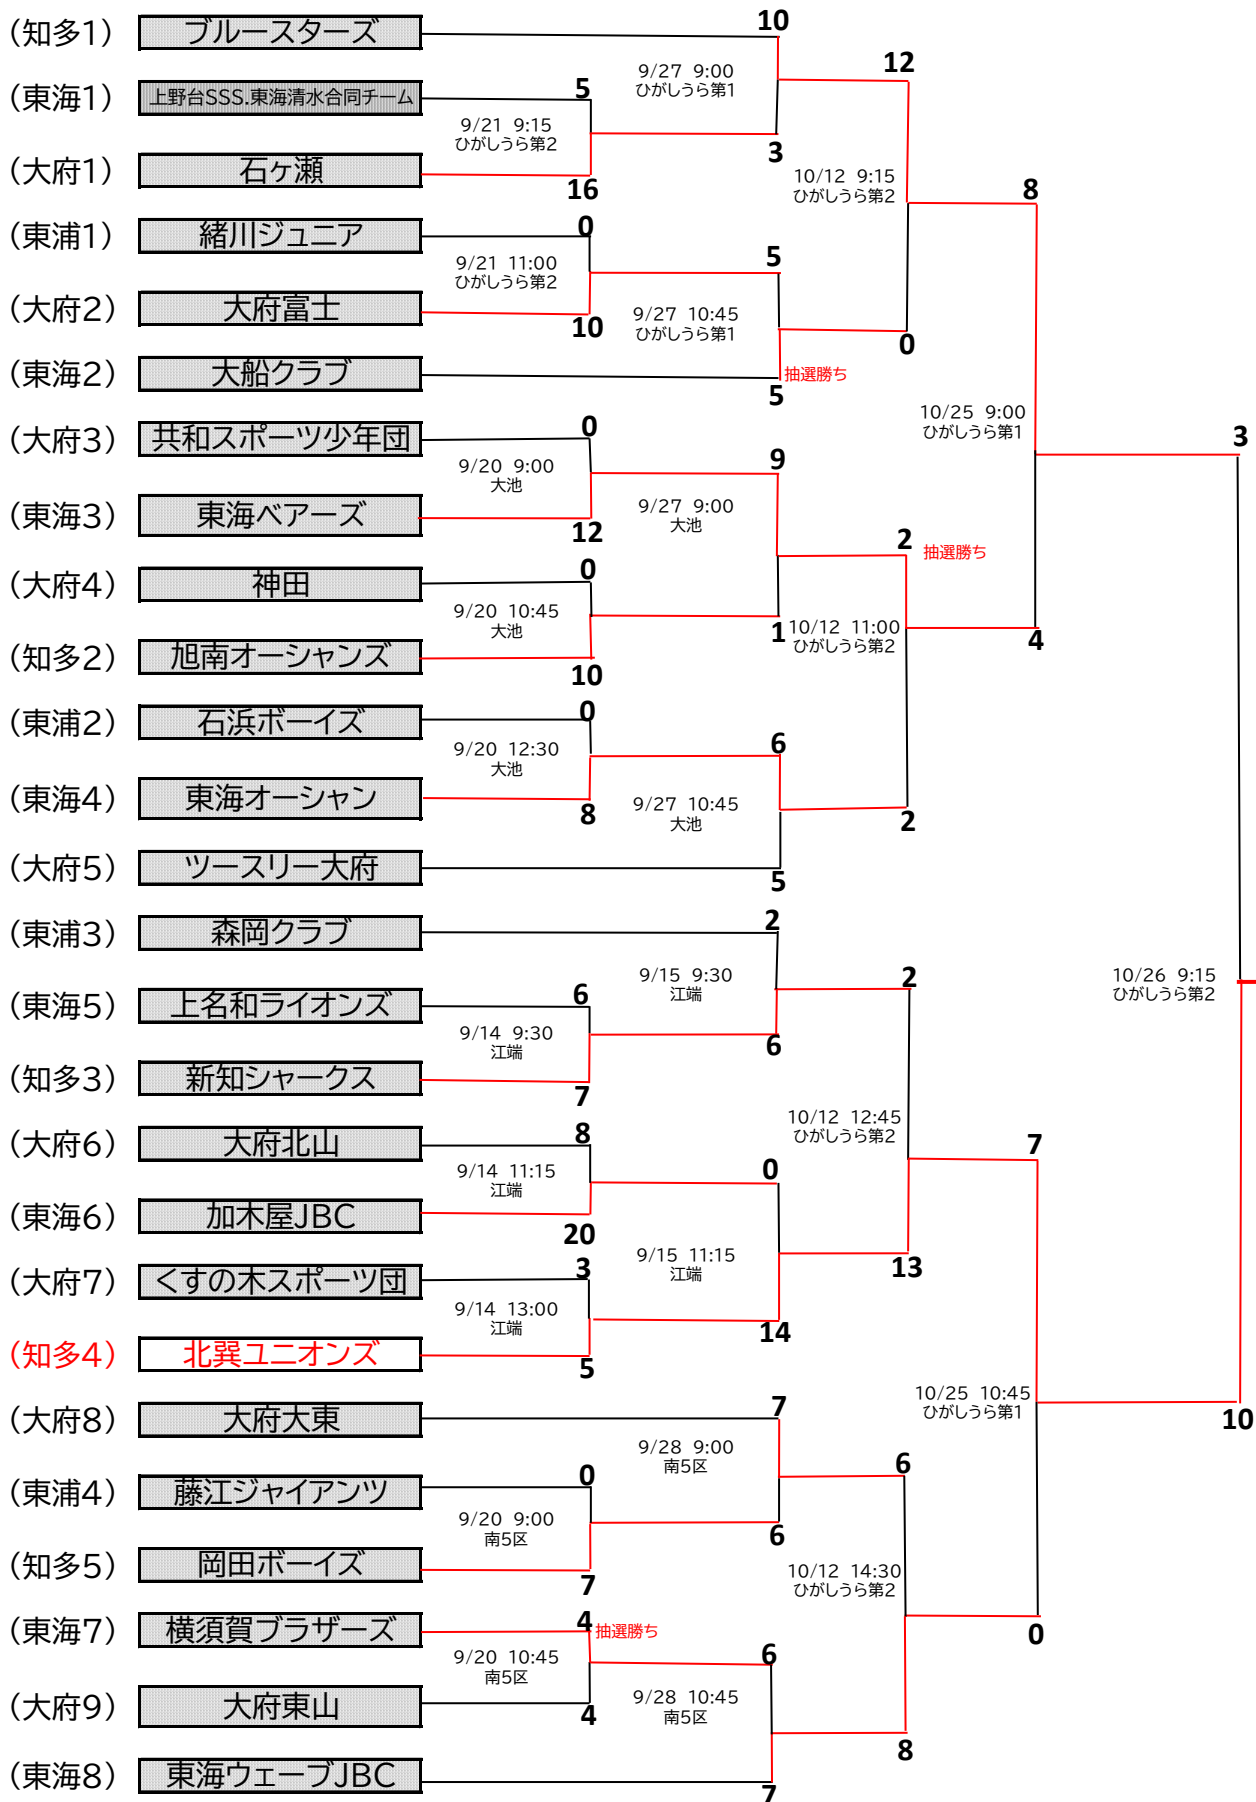 (知多1) ブルースターズ
10
12
9/27 9:00
ひがしうら第1
(東海1) 上野台SSS.東海清水合同チーム
5
9/21 9:15
ひがしうら第2
3
(大府1) 石ヶ瀬
16
10/12 9:15
ひがしうら第2
8
(東浦1) 緒川ジュニア
0
9/21 11:00
ひがしうら第2
5
(大府2) 大府富士
10
9/27 10:45
ひがしうら第1
0
(東海2) 大船クラブ
抽選勝ち
5
10/25 9:00
ひがしうら第1
(大府3) 共和スポーツ少年団
0
3
9/20 9:00
大池
9
(東海3) 東海ベアーズ
12
9/27 9:00
大池
2
抽選勝ち
(大府4) 神田
0
9/20 10:45
大池
1
10/12 11:00
ひがしうら第2
4
(知多2) 旭南オーシャンズ
10
(東浦2) 石浜ボーイズ
0
9/20 12:30
大池
6
(東海4) 東海オーシャン
8
9/27 10:45
大池
2
(大府5) ツースリー大府
5
(東浦3) 森岡クラブ
2
9/15 9:30
江端
2
10/26 9:15
ひがしうら第2
(東海5) 上名和ライオンズ
6
9/14 9:30
江端
6
(知多3) 新知シャークス
7
10/12 12:45
ひがしうら第2
7
(大府6) 大府北山
8
9/14 11:15
江端
0
(東海6) 加木屋JBC
20
9/15 11:15
江端
13
(大府7) くすの木スポーツ団
3
9/14 13:00
江端
14
(知多4) 北巽ユニオンズ
5
10/25 10:45
ひがしうら第1
10
(大府8) 大府大東
7
9/28 9:00
南5区
6
(東浦4) 藤江ジャイアンツ
0
9/20 9:00
南5区
6
(知多5) 岡田ボーイズ
7
10/12 14:30
ひがしうら第2
0
(東海7) 横須賀ブラザーズ
4
抽選勝ち
9/20 10:45
南5区
6
(大府9) 大府東山
4
9/28 10:45
南5区
8
(東海8) 東海ウェーブJBC
7